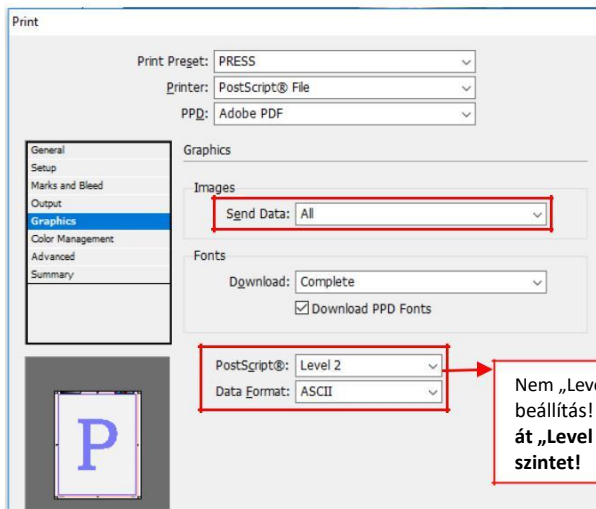 Print
Print Preset: PRESS
Printer: PostScript® File
PPD: Adobe PDF
General
Setup
Marks and Bleed
Output
Graphics
Color Management
Advanced
Summary
Graphics
Images
Send Data: All
Fonts
Download: Complete
Download PPD Fonts
PostScript®: Level 2
Data Format: ASCII
Nem „Leve
beállítás!
át „Level
szintet!
P